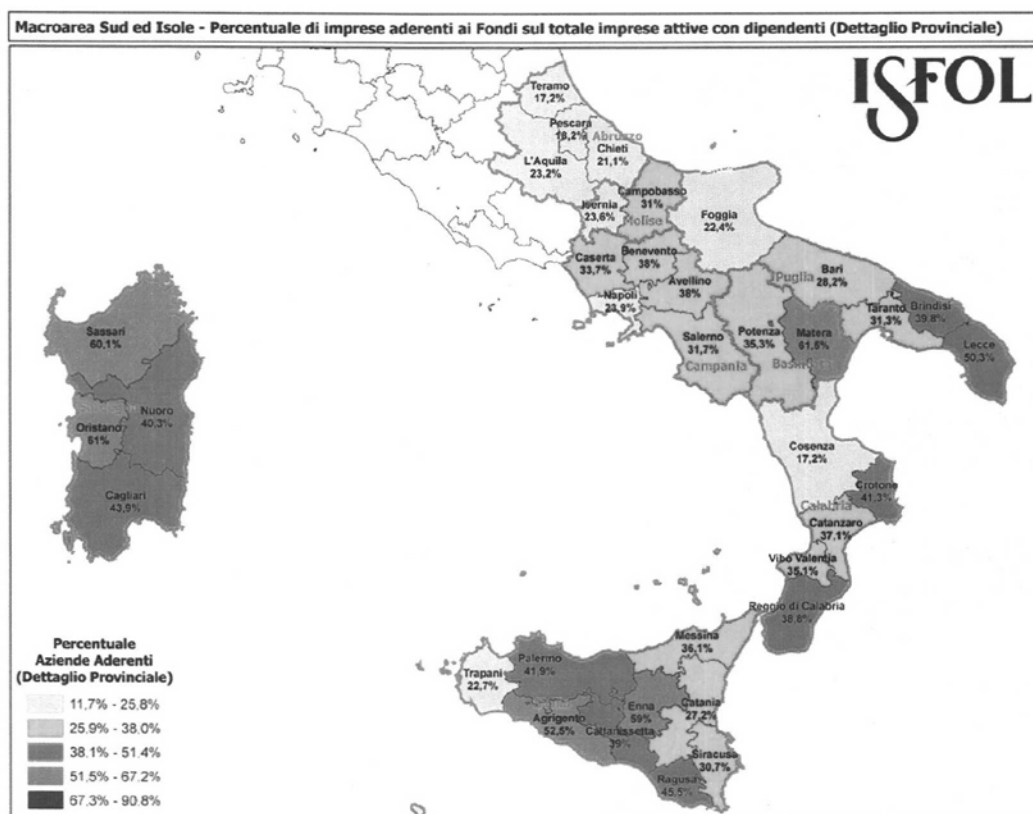 Macroarea Sud ed Isole - Percentuale di imprese aderenti ai Fondi sul totale imprese attive con dipendenti (Dettaglio Provinciale)
ISFOL
Teramo
17,2%
Pescara
Abruzzo
Chieti
21,1%
L'Aquila
23,2%
Isernia
23,6%
Campobasso
31%
Molise
Foggia
22,4%
Caserta
33,7%
Benevento
38%
Avellino
38%
Napoli
23,9%
Salerno
31,7%
Campania
Potenza
35,3%
Matera
61,6%
Puglia
Bari
28,2%
Taranto
31,3%
Brindisi
39,8%
Lecce
50,3%
Sassari
60,1%
Nuoro
40,3%
Oristano
61%
Cagliari
43,9%
Cosenza
17,2%
Crotone
41,3%
Calabria
Catanzaro
37,1%
Vibo Valentia
35,1%
Reggio di Calabria
38,8%
Messina
36,1%
Palermo
41,9%
Trapani
22,7%
Catania
27,2%
Enna
59%
Agrigento
52,5%
Caltanissetta
39%
Siracusa
30,7%
Ragusa
45,5%
Percentuale
Aziende Aderenti
(Dettaglio Provinciale)
11,7% - 25.8%
25.9% - 38.0%
38.1% - 51.4%
51.5% - 67.2%
67.3% - 90.8%